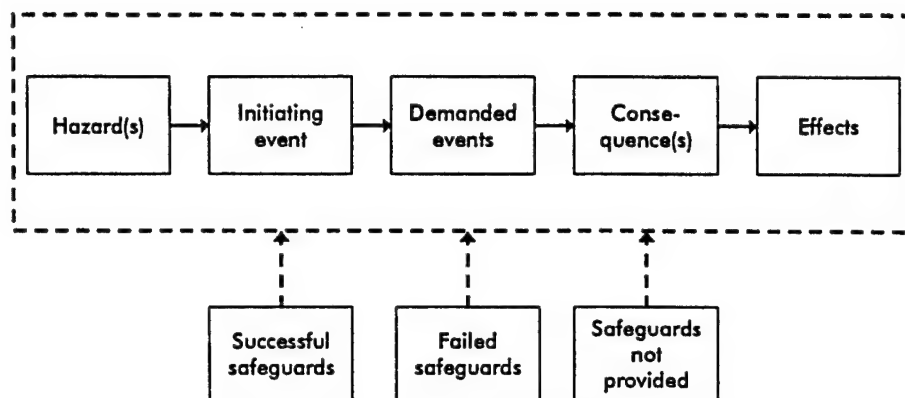 Hazard(s)
Initiating
event
Demanded
events
Conse-
quence(s)
Effects
Successful
safeguards
Failed
safeguards
Safeguards
not
provided